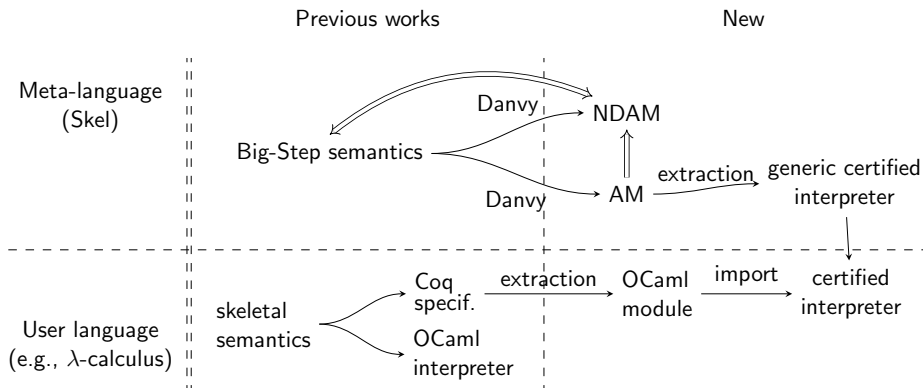 Previous works
New
Meta-language
(Skel)
Danvy
NDAM
Big-Step semantics
Danvy
AM
extraction
generic certified
interpreter
User language
(e.g., λ-calculus)
skeletal
semantics
Coq
specif.
OCaml
interpreter
extraction
OCaml
module
import
certified
interpreter